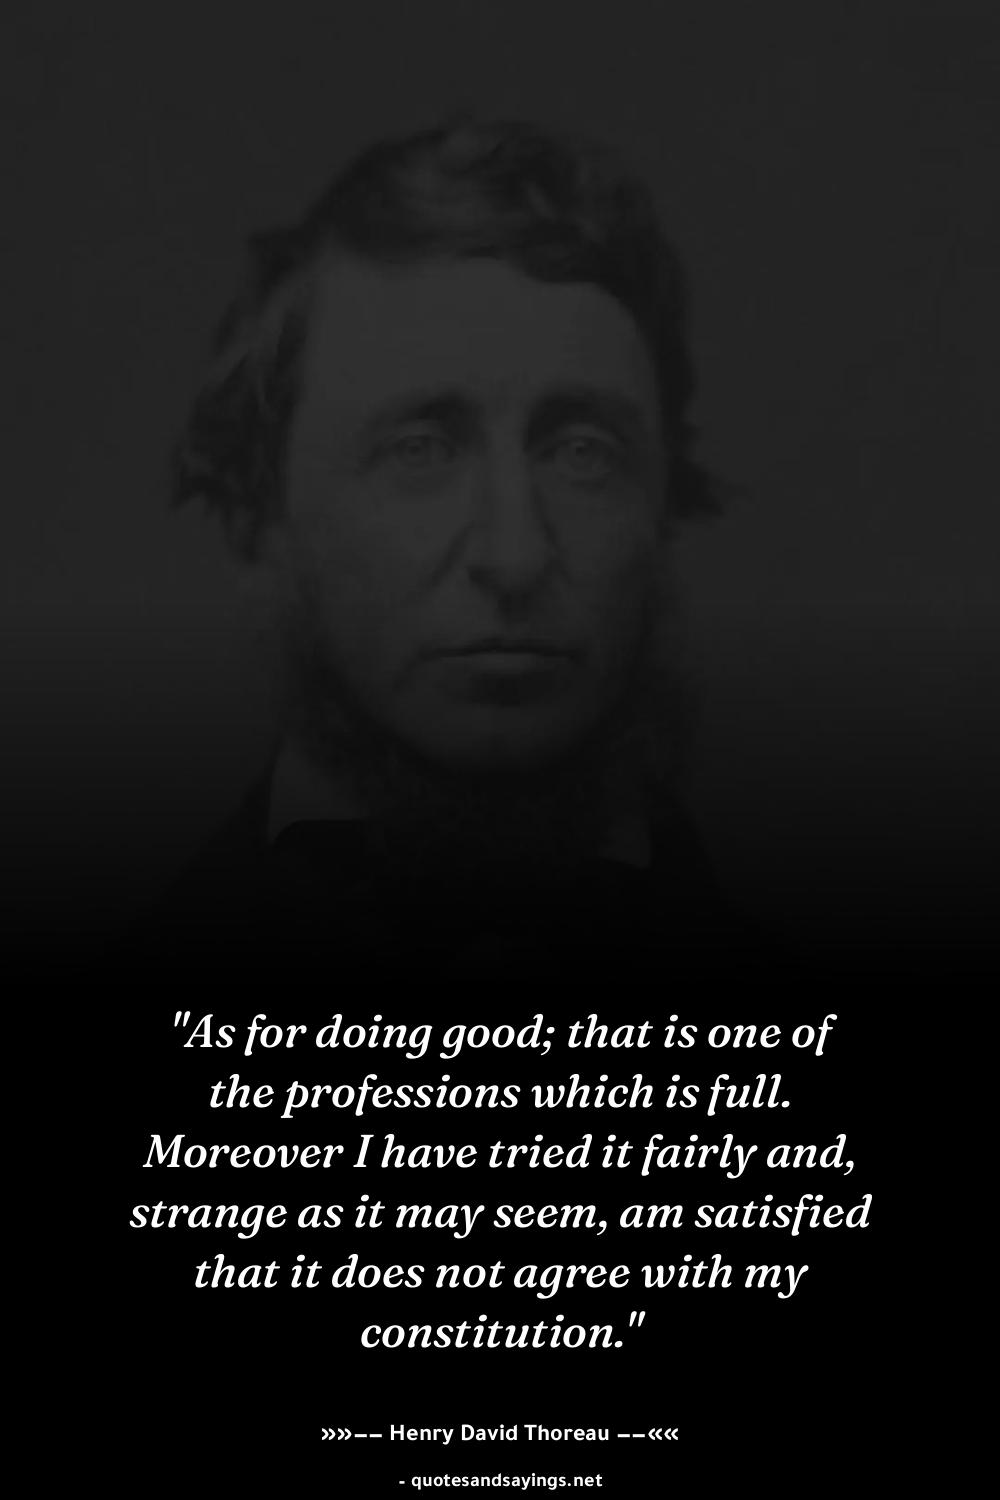 "As for doing good; that is one of
the professions which is full.
Moreover I have tried it fairly and,
strange as it may seem, am satisfied
that it does not agree with my
constitution."
»»−− Henry David Thoreau −−««
- quotesandsayings.net